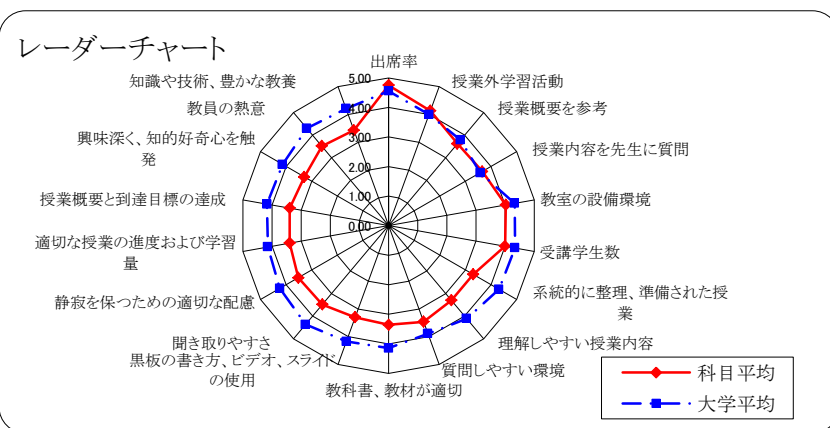 レーダーチャート
出席率
授業外学習活動
授業概要を参考
授業内容を先生に質問
教室の設備環境
受講学生数
系統的に整理、準備された授
業
理解しやすい授業内容
質問しやすい環境
教科書、教材が適切
黒板の書き方、ビデオ、スライド
の使用
聞き取りやすさ
静寂を保つための適切な配慮
適切な授業の進度および学習
量
授業概要と到達目標の達成
興味深く、知的好奇心を触
発
教員の熱意
知識や技術、豊かな教養
5.00
4.00
3.00
2.00
1.00
0.00
科目平均
大学平均